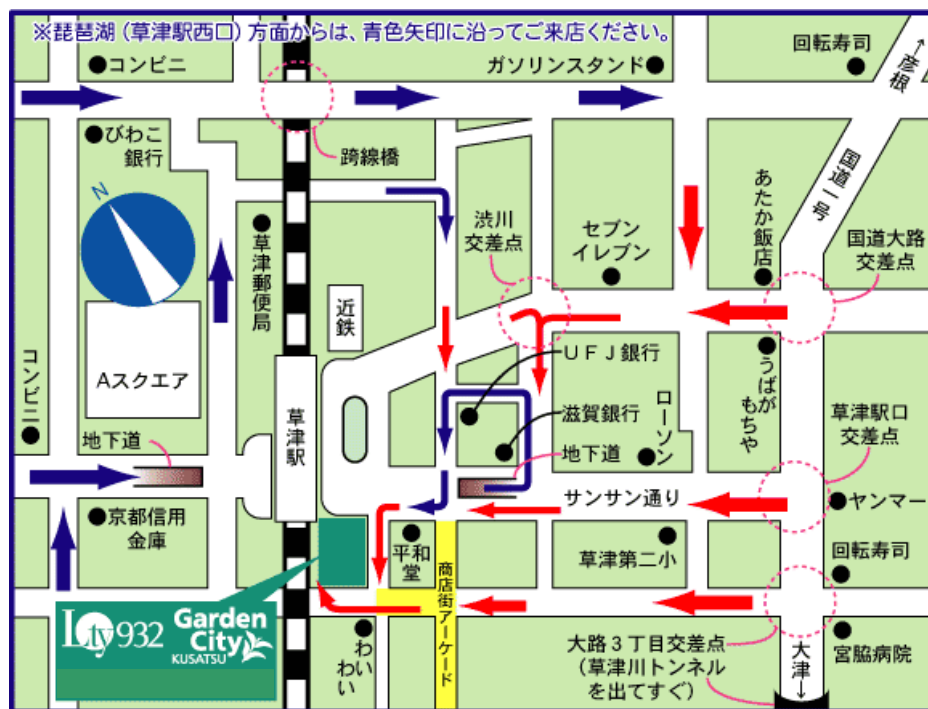 ※琵琶湖(草津駅西口)方面からは、青色矢印に沿ってご来店ください。
コンビニ
ガソリンスタンド
回転寿司
←彦根
びわこ
銀行
跨線橋
国道一号
N
草津郵便局
渋川
交差点
セブン
イレブン
あたか飯店
国道大路
交差点
近鉄
Aスクエア
コンビニ
UFJ銀行
うばが
もちや
滋賀銀行
ローソン
草津駅口
交差点
草津駅
地下道
地下道
サンサン通り
ヤンマー
京都信用
金庫
平和堂
商店街アーケード
草津第二小
回転寿司
Lty932
Garden
City
KUSATSU
わいわい
大路3丁目交差点
(草津川トンネル
を出てすぐ)
大津→
宮脇病院